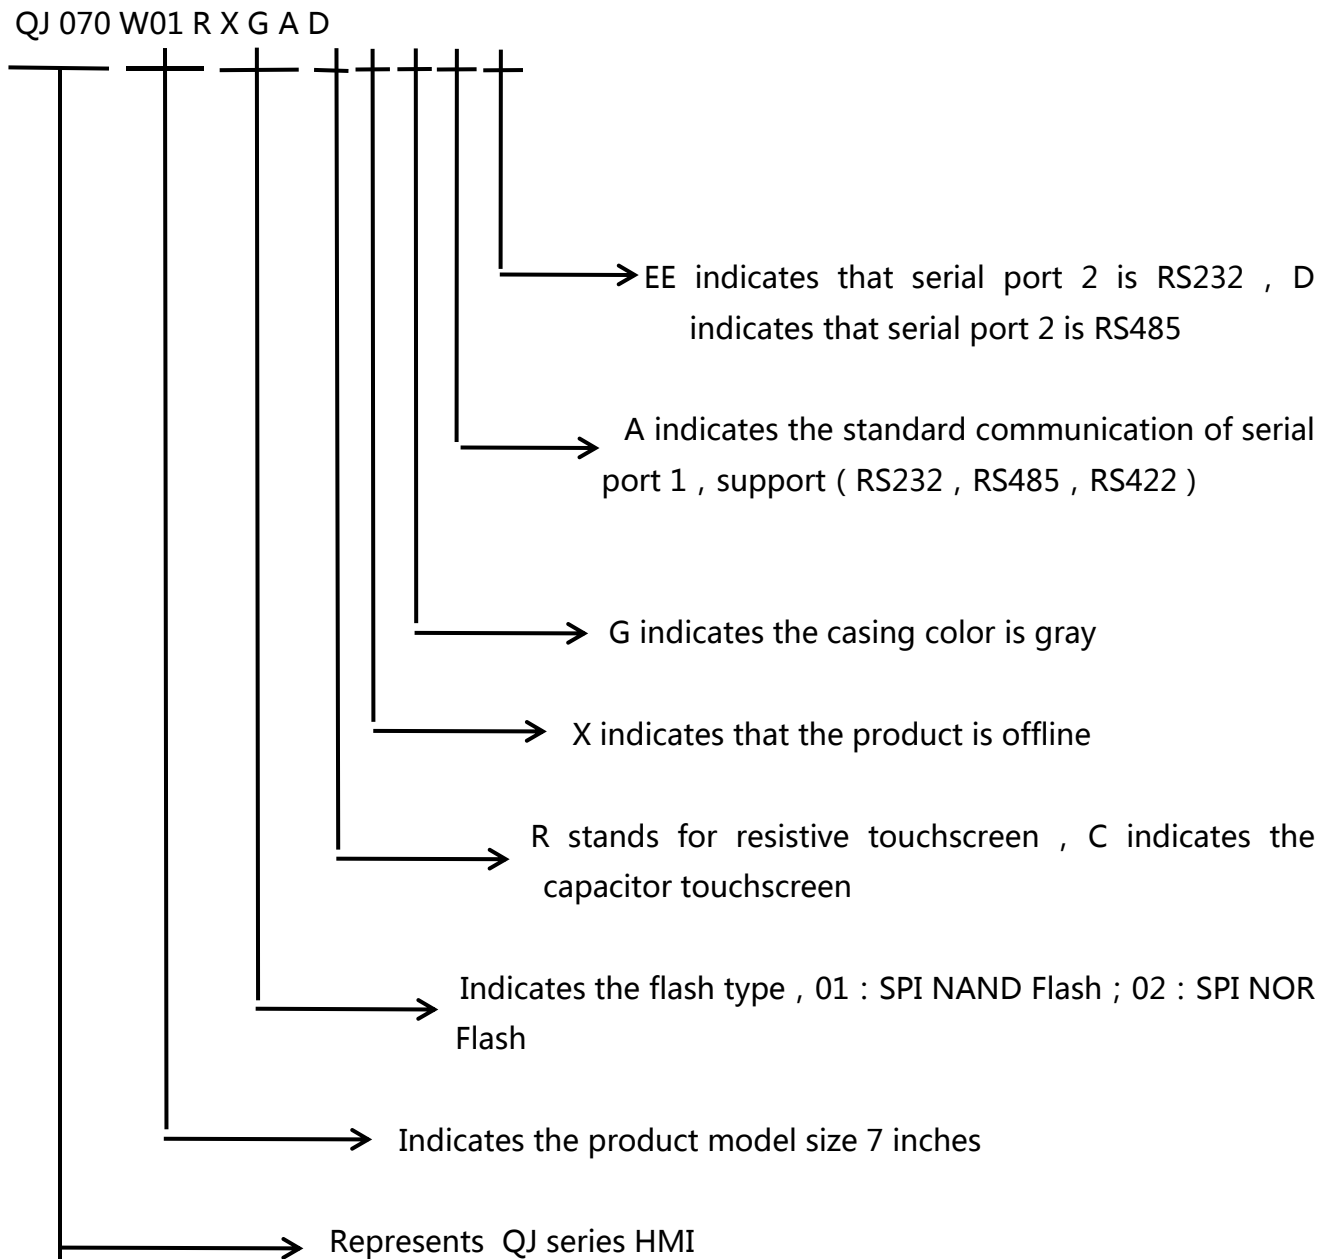 QJ 070 W01 R X G A D
EE indicates that serial port 2 is RS232 , D
indicates that serial port 2 is RS485
A indicates the standard communication of serial
port 1 , support ( RS232 , RS485 , RS422 )
G indicates the casing color is gray
X indicates that the product is offline
R stands for resistive touchscreen , C indicates the
capacitor touchscreen
Indicates the flash type , 01 : SPI NAND Flash ; 02 : SPI NOR
Flash
Indicates the product model size 7 inches
Represents QJ series HMI